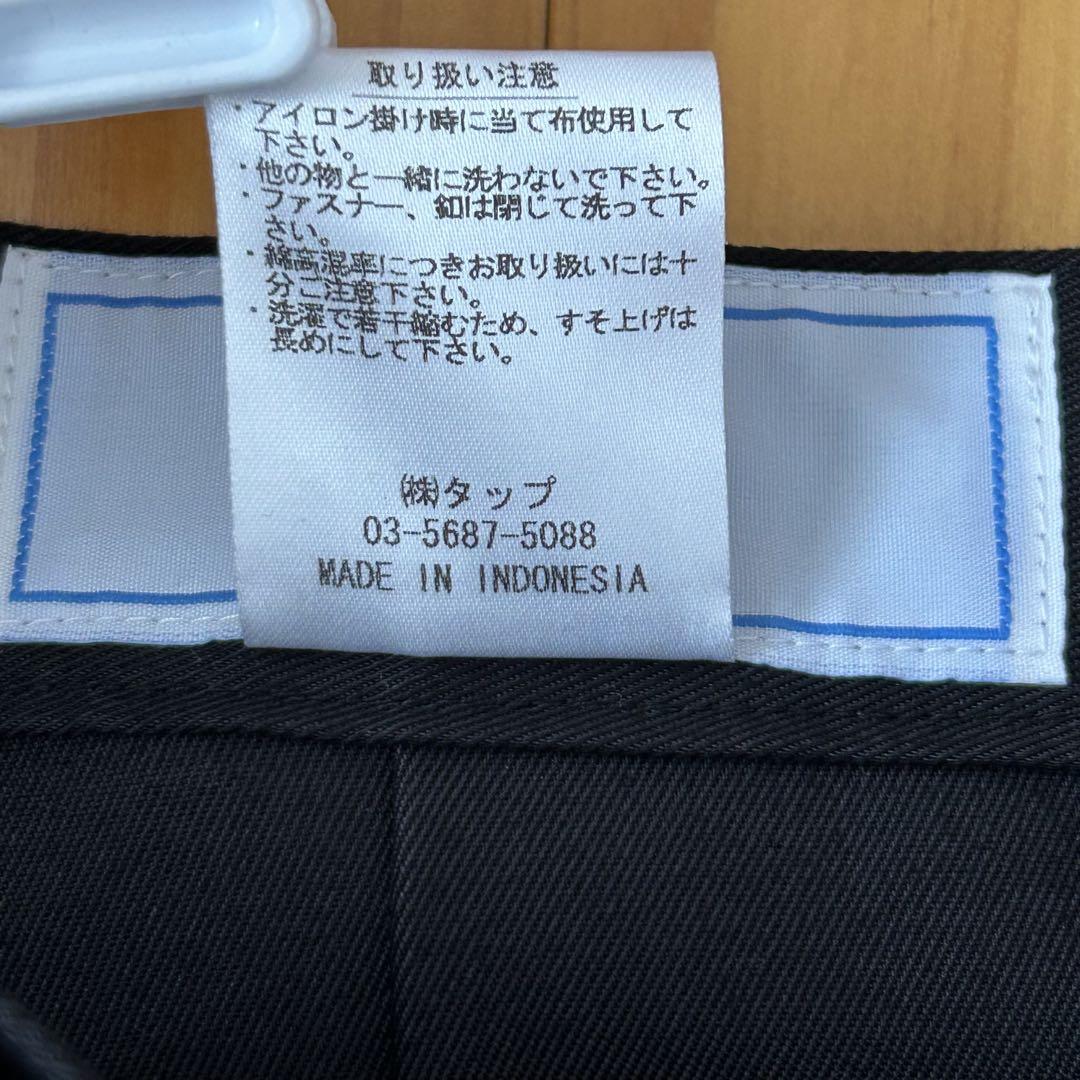 取り扱い注意
・アイロン掛け時に当て布使用して
下さい。
・他の物と一緒に洗わないで下さい。
・ファスナー、釦は閉じて洗って下
さい。
・綿高混率につきお取り扱いには十
分ご注意下さい。
・洗濯で若干縮むため、すそ上げは
長めにして下さい。
㈱タップ
03-5687-5088
MADE IN INDONESIA